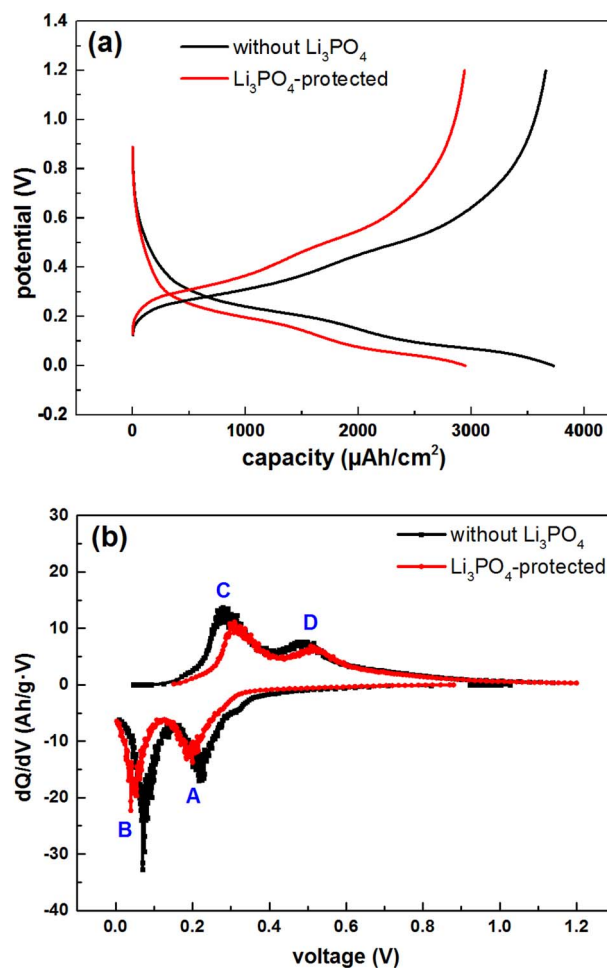 (a)
without Li₃PO₄
Li₃PO₄-protected
1.4
1.2
1.0
0.8
0.6
0.4
0.2
0.0
-0.2
potential (V)
0 1000 2000 3000 4000
capacity (µAh/cm²)
(b)
without Li₃PO₄
Li₃PO₄-protected
C
D
A
B
30
20
10
0
-10
-20
-30
-40
dQ/dV (Ah/g·V)
0.0 0.2 0.4 0.6 0.8 1.0 1.2
voltage (V)